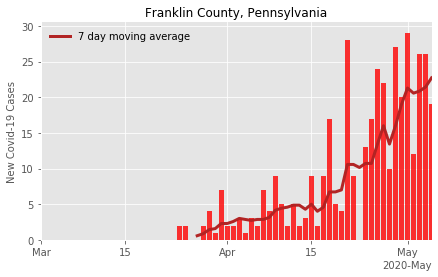 Franklin County, Pennsylvania
7 day moving average
New Covid-19 Cases
30
25
20
15
10
5
0
Mar
15
Apr
15
May
2020-May